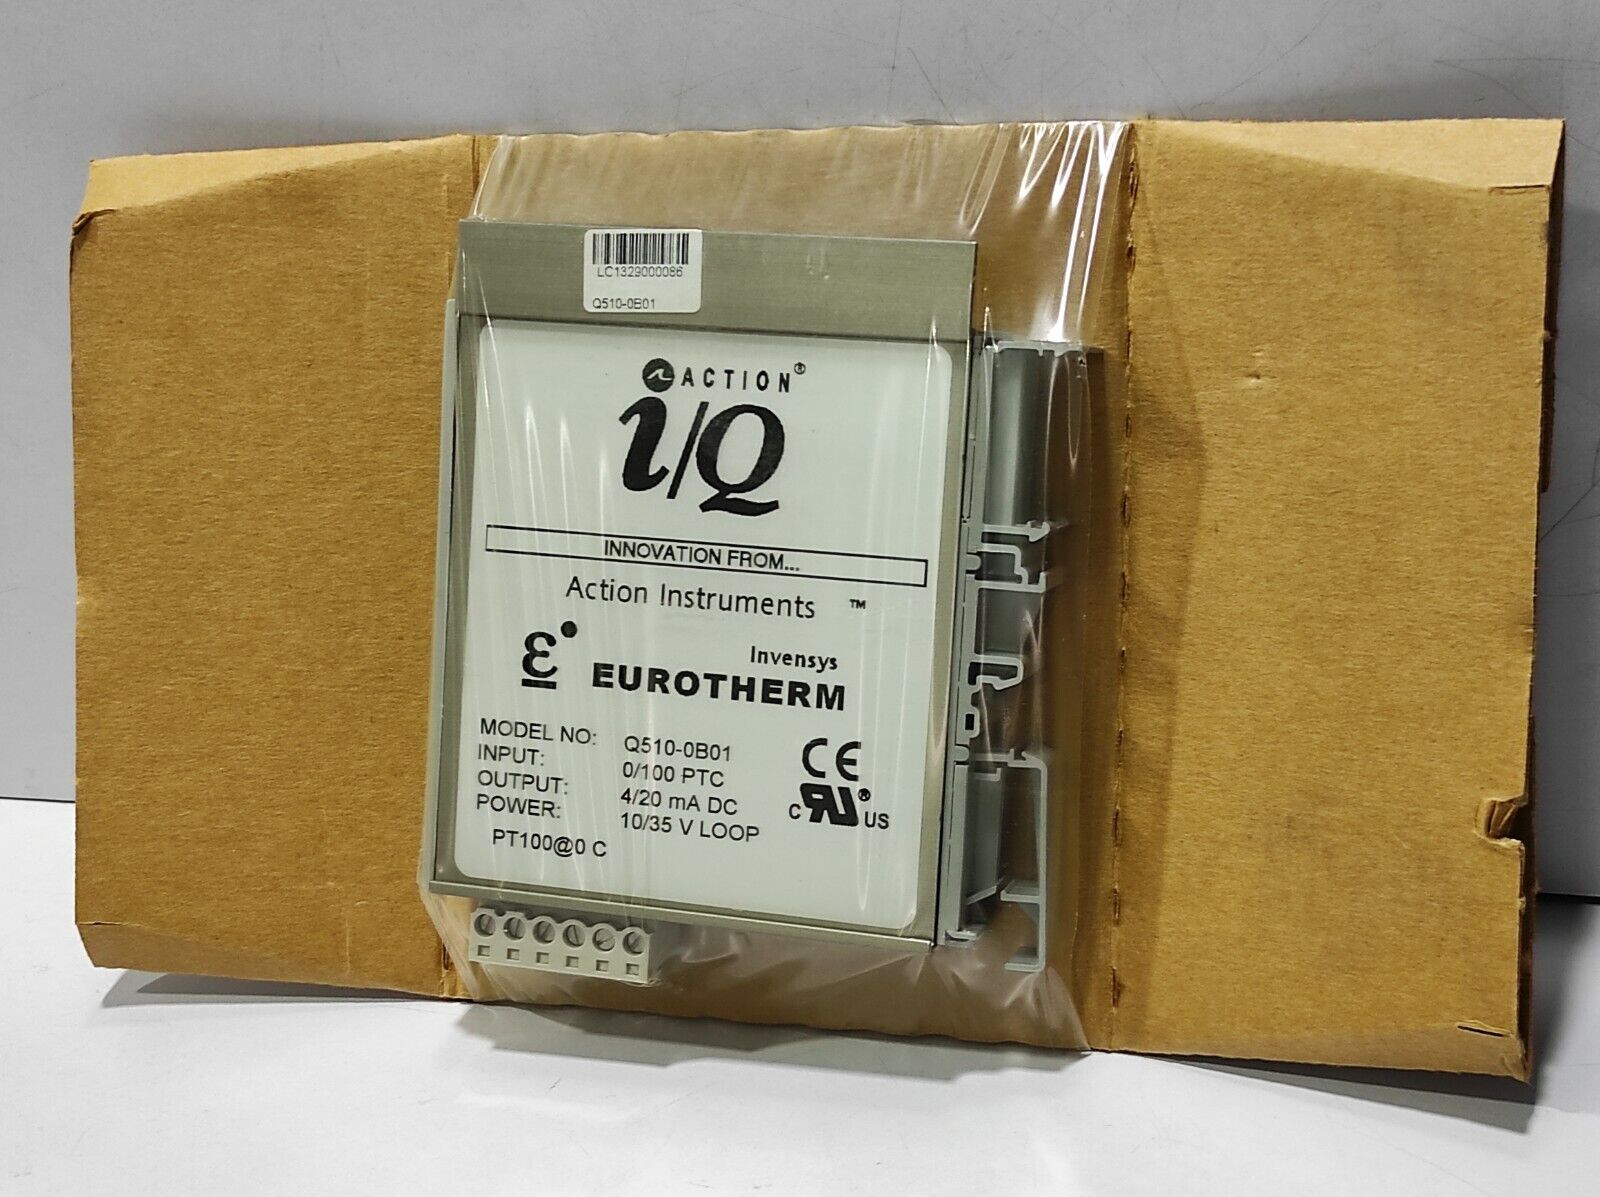 LC1329000086
Q510-0B01
ACTION®
i/Q
INNOVATION FROM...
Action Instruments ™
Invensys
EUROTHERM
MODEL NO: Q510-0B01
INPUT: 0/100 PTC
OUTPUT: 4/20 mA DC
POWER: 10/35 V LOOP
PT100@0 C
CE
C RU® US